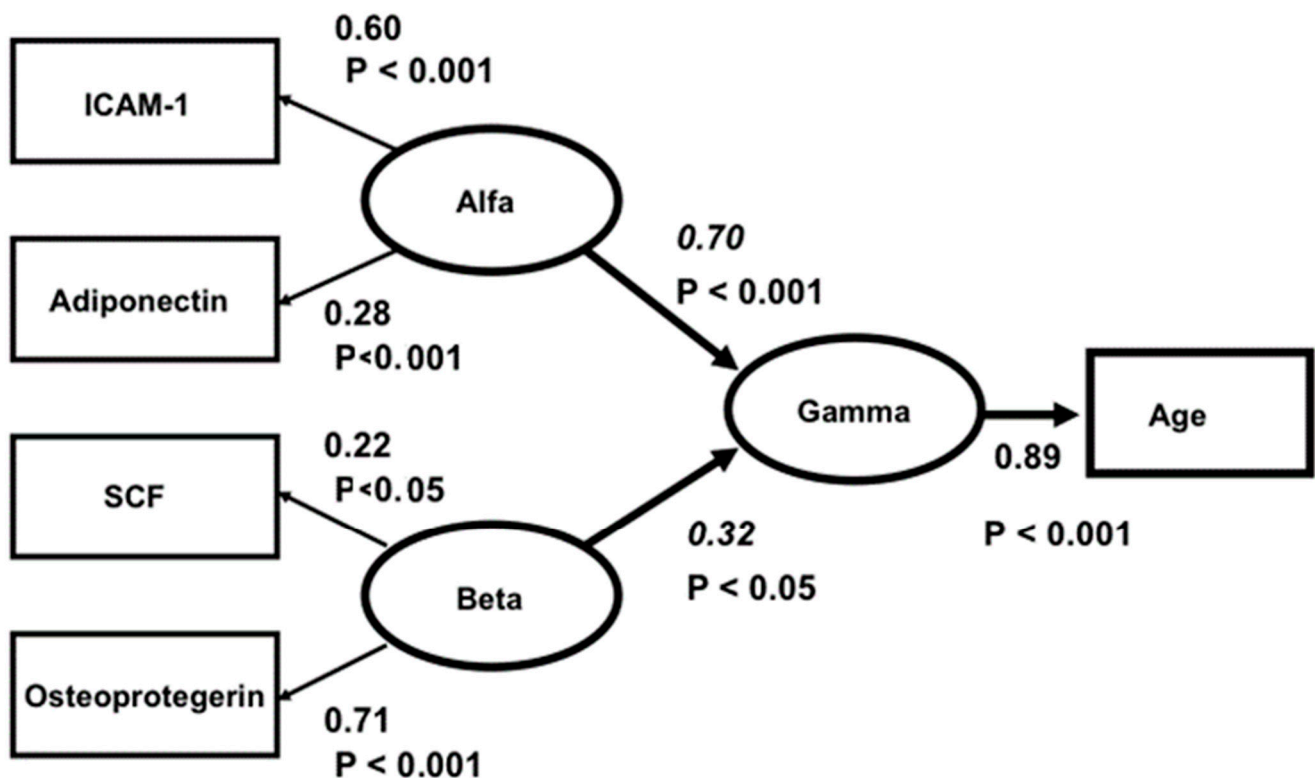 0.60
P < 0.001
ICAM-1
Alfa
Adiponectin
0.28
P<0.001
0.70
P < 0.001
Gamma
Age
0.89
P < 0.001
0.22
P<0.05
SCF
0.32
P < 0.05
Beta
Osteoprotegerin
0.71
P < 0.001